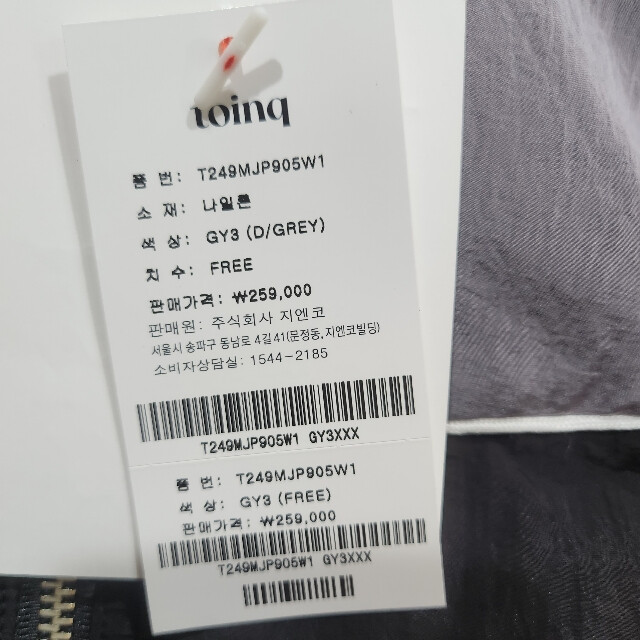 toinq
품 번: T249MJP905W1
소 재: 나일론
색 상: GY3 (D/GREY)
치 수: FREE
판매가격: ₩259,000
판매원: 주식회사 지엔코
서울시 송파구 동남로 4길 41(문정동,지엔코빌딩)
소비자상담실: 1544-2185
T249MJP905W1 GY3XXX
품 번: T249MJP905W1
색 상: GY3 (FREE)
판매가격: ₩259,000
T249MJP905W1 GY3XXX